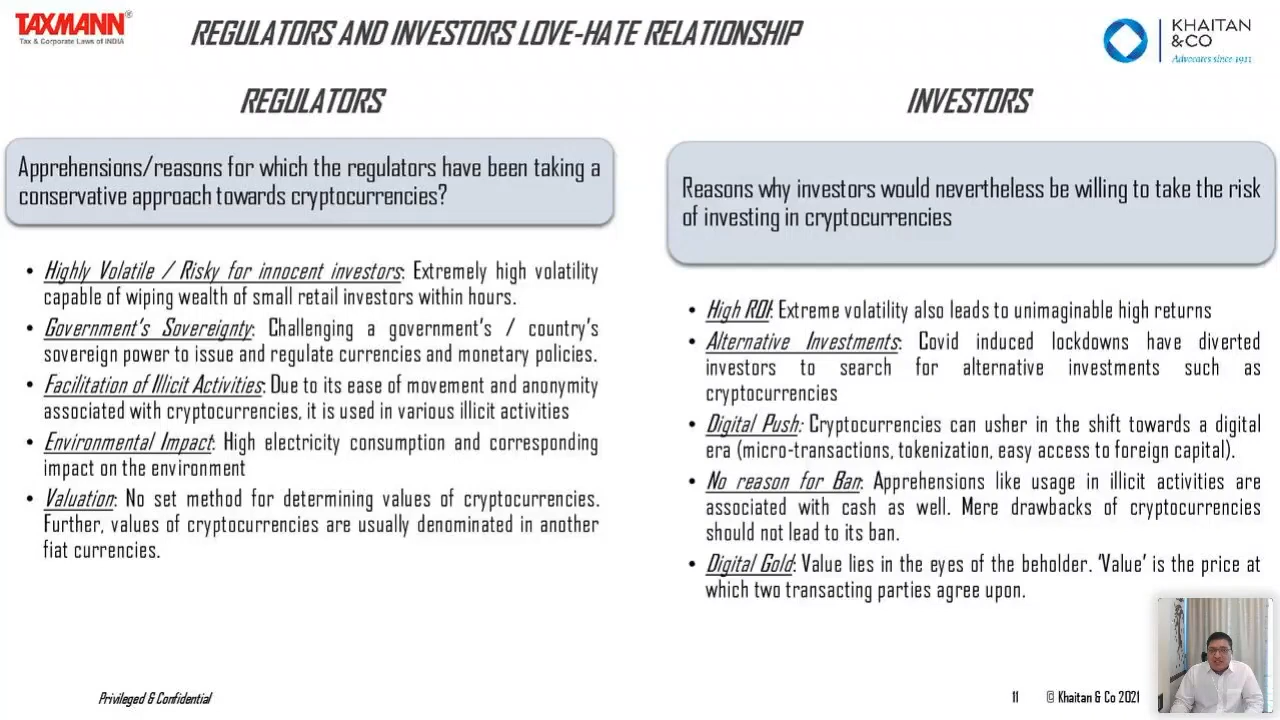 TAXMANN®
Tax & Corporate Laws of INDIA
REGULATORS AND INVESTORS LOVE-HATE RELATIONSHIP
KHAITAN
&CO
Advocates since 1911
REGULATORS
Apprehensions/reasons for which the regulators have been taking a
conservative approach towards cryptocurrencies?
• Highly Volatile / Risky for innocent investors: Extremely high volatility
capable of wiping wealth of small retail investors within hours.
• Government's Sovereignty: Challenging a government's / country's
sovereign power to issue and regulate currencies and monetary policies.
• Facilitation of Illicit Activities: Due to its ease of movement and anonymity
associated with cryptocurrencies, it is used in various illicit activities
• Environmental Impact: High electricity consumption and corresponding
impact on the environment
• Valuation: No set method for determining values of cryptocurrencies.
Further, values of cryptocurrencies are usually denominated in another
fiat currencies.
INVESTORS
Reasons why investors would nevertheless be willing to take the risk
of investing in cryptocurrencies
• High ROI: Extreme volatility also leads to unimaginable high returns
• Alternative Investments: Covid induced lockdowns have diverted
investors to search for alternative investments such as
cryptocurrencies
• Digital Push: Cryptocurrencies can usher in the shift towards a digital
era (micro-transactions, tokenization, easy access to foreign capital).
• No reason for Ban: Apprehensions like usage in illicit activities are
associated with cash as well. Mere drawbacks of cryptocurrencies
should not lead to its ban.
• Digital Gold: Value lies in the eyes of the beholder. 'Value' is the price at
which two transacting parties agree upon.
Privileged & Confidential
11
© Khaitan & Co 2021